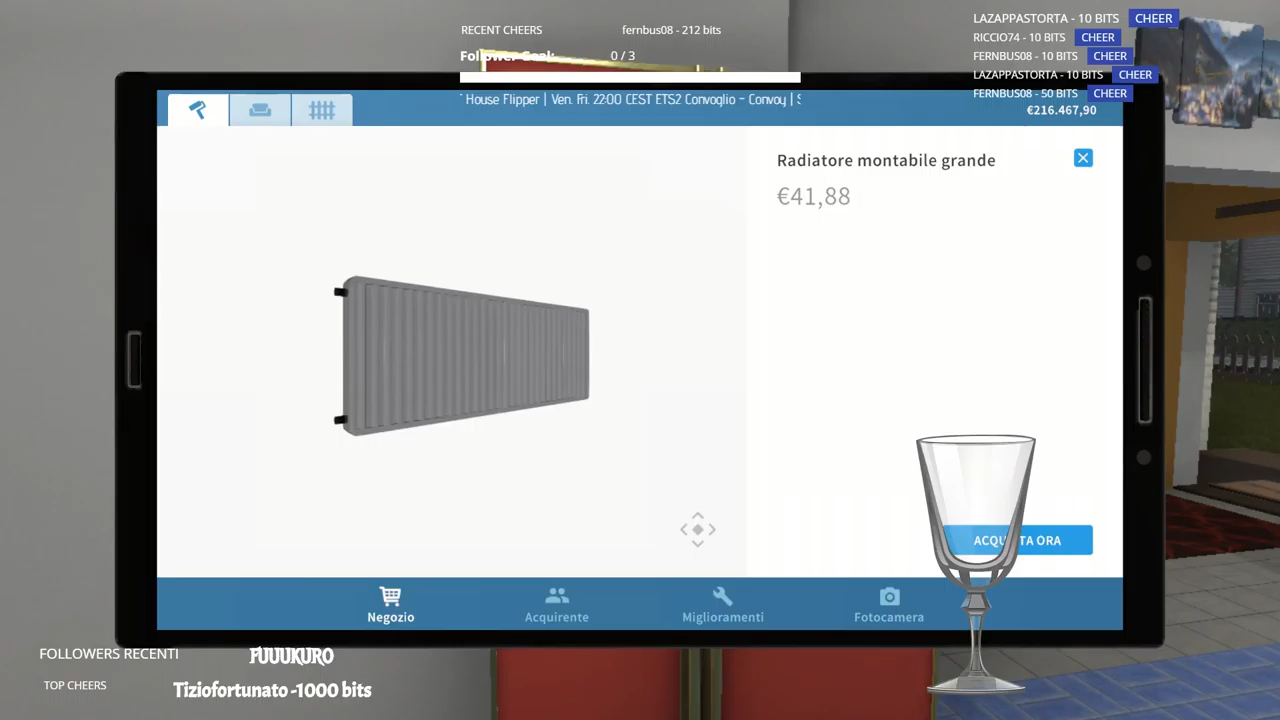 RECENT CHEERS
fernbus08 - 212 bits
Follower Goal:
0 / 3
House Flipper | Ven. Fri. 22:00 CEST ETS2 Convoglio - Convoy | S
LAZAPPASTORTA - 10 BITS CHEER
RICCIO74 - 10 BITS CHEER
FERNBUS08 - 10 BITS CHEER
LAZAPPASTORTA - 10 BITS CHEER
FERNBUS08 - 50 BITS CHEER
€216.467,90
Radiatore montabile grande
€41,88
ACQUISTA ORA
Negozio
Acquirente
Miglioramenti
Fotocamera
FOLLOWERS RECENTI
FUUUKURO
TOP CHEERS
Tiziofortunato -1000 bits